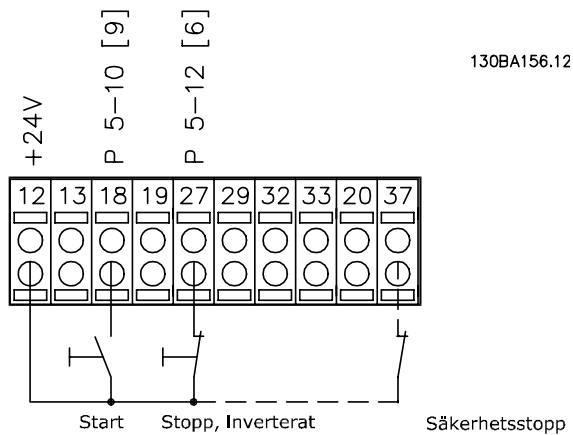 130BA156.12
+24V
P 5-10 [9]
P 5-12 [6]
12 13 18 19 27 29 32 33 20 37
Start Stopp, Inverterat Säkerhetsstopp